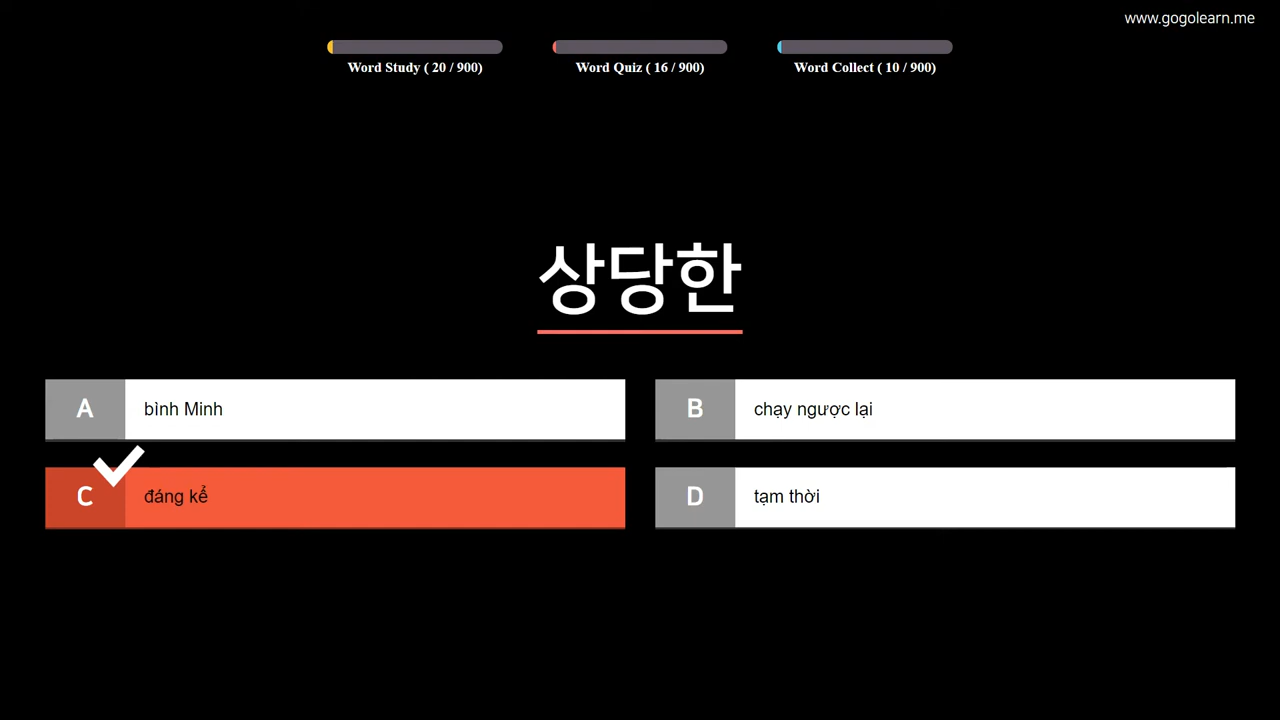 www.gogolearn.me
Word Study ( 20 / 900)
Word Quiz ( 16 / 900)
Word Collect ( 10 / 900)
상당한
A bình Minh
B chạy ngược lại
C đáng kể
D tạm thời